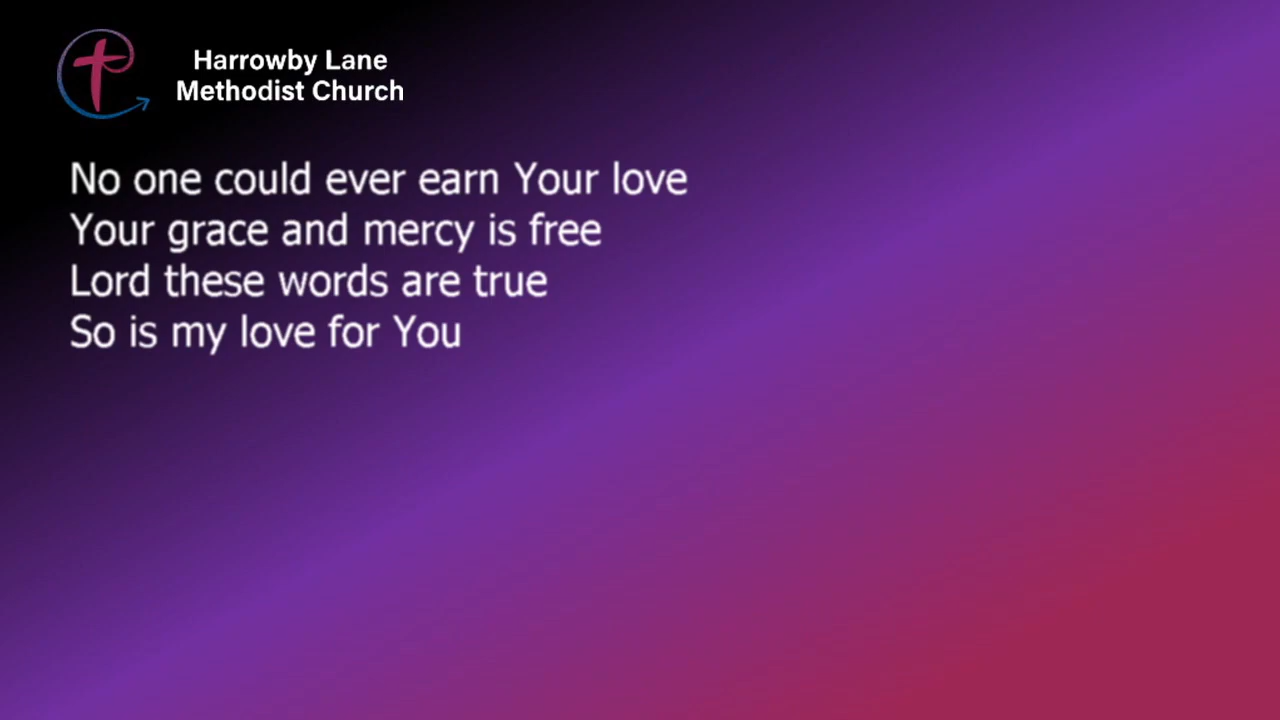 Harrowby Lane
Methodist Church
No one could ever earn Your love
Your grace and mercy is free
Lord these words are true
So is my love for You